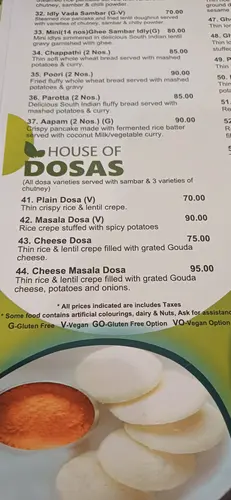 chutney, sambar & chilli powder
32. Idly Vada Sambar (G-V) 70.00
Steamed rice pancake and fried lentil doughnut served
with varieties of chutney, sambar & chilly powder.
33. Mini(14 nos)Ghee Sambar Idly(G) 80.00
Mini idlys simmered in delicious South Indian lentil
gravy garnished with ghee.
34. Chappathi (2 Nos.) 85.00
Thin soft whole wheat bread served with mashed
potatoes & curry.
35. Poori (2 Nos.) 90.00
Fried fluffy whole wheat bread served with mashed
potatoes & gravy
36. Parotta (2 Nos.) 85.00
Delicious South Indian fluffy bread served with
mashed potatoes & curry.
37. Aapam (2 Nos.) (G) 90.00
Crispy pancake made with fermented rice batter
served with coconut Milk/vegetable curry.
HOUSE OF
DOSAS
(All dosa varieties served with sambar & 3 varieties of
chutney)
41. Plain Dosa (V) 70.00
Thin crispy rice & lentil crepe.
42. Masala Dosa (V) 90.00
Rice crepe stuffed with spicy potatoes
43. Cheese Dosa 75.00
Thin rice & lentil crepe filled with grated Gouda
cheese.
44. Cheese Masala Dosa 95.00
Thin rice & lentil crepe filled with grated Gouda
cheese, potatoes and onions.
* All prices indicated are includes Taxes
* Some food contains artificial colourings, dairy & Nuts, Ask for
G-Gluten Free V-Vegan GO-Gluten Free Option VO-Vegan Option